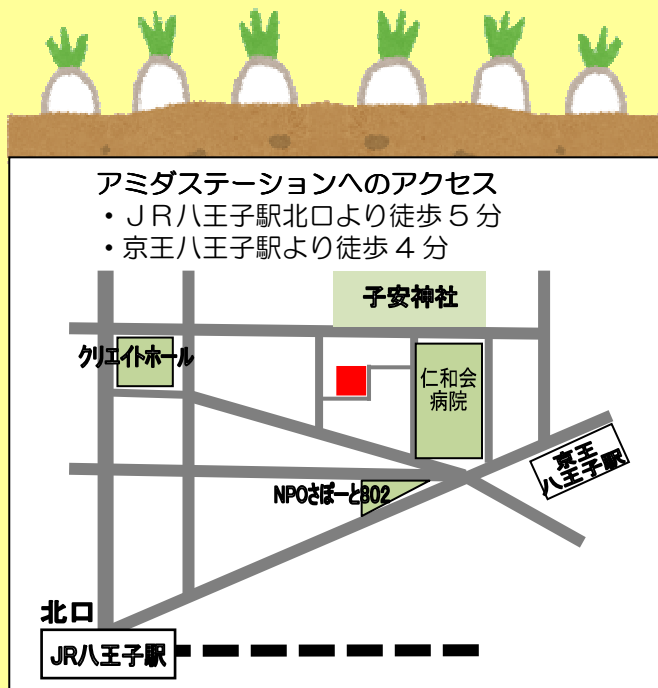 アミダステーションへのアクセス
・ＪＲ八王子駅北口より徒歩５分
・京王八王子駅より徒歩４分
子安神社
クリエイトホール
仁和会
病院
京王
八王子駅
NPOさぽーと802
北口
JR八王子駅